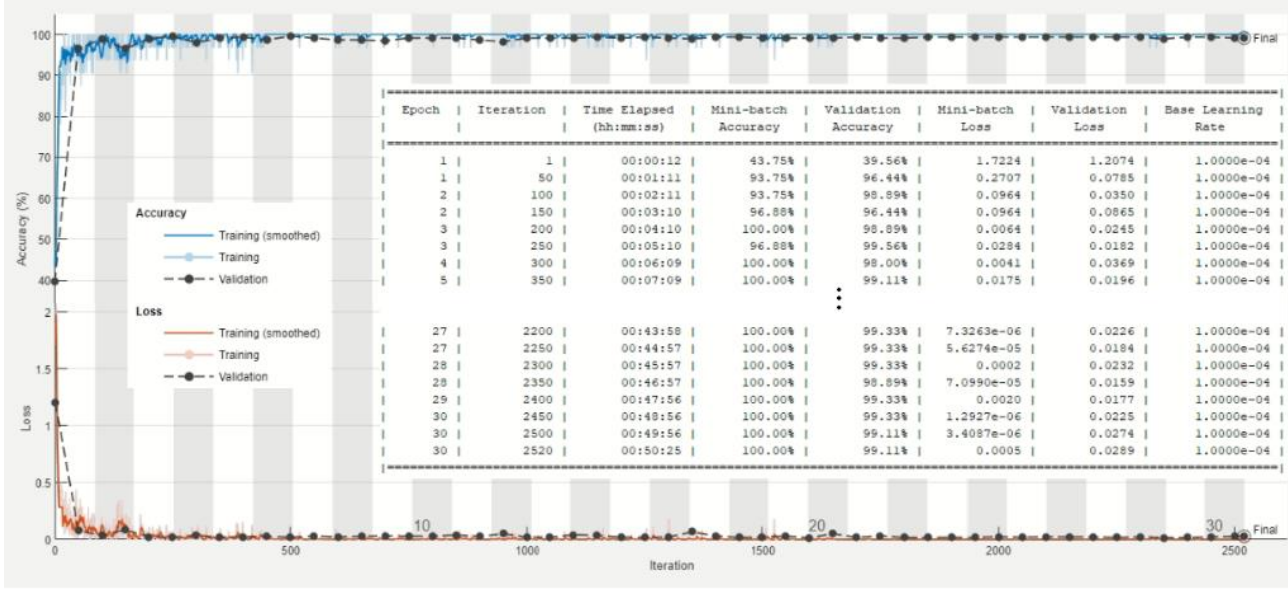 100
90
80
70
60
50
40
Accuracy (%)
Final
Accuracy
Training (smoothed)
Training
Validation
Loss
Training (smoothed)
Training
Validation
2
1.5
1
0.5
0
Loss
| Epoch | Iteration | Time Elapsed | Mini-batch | Validation | Mini-batch | Validation | Base Learning |
| | | (hh:mm:ss) | Accuracy | Accuracy | Loss | Loss | Rate |
| 1 | 1 | 00:00:12 | 43.75% | 39.56% | 1.7224 | 1.2074 | 1.0000e-04 |
| 1 | 50 | 00:01:11 | 93.75% | 96.44% | 0.2707 | 0.0785 | 1.0000e-04 |
| 2 | 100 | 00:02:11 | 93.75% | 98.89% | 0.0964 | 0.0350 | 1.0000e-04 |
| 2 | 150 | 00:03:10 | 96.88% | 96.44% | 0.0964 | 0.0865 | 1.0000e-04 |
| 3 | 200 | 00:04:10 | 100.00% | 98.89% | 0.0064 | 0.0245 | 1.0000e-04 |
| 3 | 250 | 00:05:10 | 96.88% | 99.56% | 0.0284 | 0.0182 | 1.0000e-04 |
| 4 | 300 | 00:06:09 | 100.00% | 98.00% | 0.0041 | 0.0369 | 1.0000e-04 |
| 5 | 350 | 00:07:09 | 100.00% | 99.11% | 0.0175 | 0.0196 | 1.0000e-04 |
⋮
| 27 | 2200 | 00:43:58 | 100.00% | 99.33% | 7.3263e-06 | 0.0226 | 1.0000e-04 |
| 27 | 2250 | 00:44:57 | 100.00% | 99.33% | 5.6274e-05 | 0.0184 | 1.0000e-04 |
| 28 | 2300 | 00:45:57 | 100.00% | 99.33% | 0.0002 | 0.0232 | 1.0000e-04 |
| 28 | 2350 | 00:46:57 | 100.00% | 98.89% | 7.0990e-05 | 0.0159 | 1.0000e-04 |
| 29 | 2400 | 00:47:56 | 100.00% | 99.33% | 0.0020 | 0.0177 | 1.0000e-04 |
| 30 | 2450 | 00:48:56 | 100.00% | 99.33% | 1.2927e-06 | 0.0225 | 1.0000e-04 |
| 30 | 2500 | 00:49:56 | 100.00% | 99.11% | 3.4087e-06 | 0.0274 | 1.0000e-04 |
| 30 | 2520 | 00:50:25 | 100.00% | 99.11% | 0.0005 | 0.0289 | 1.0000e-04 |
10 20 30
Final
0 500 1000 1500 2000 2500
Iteration